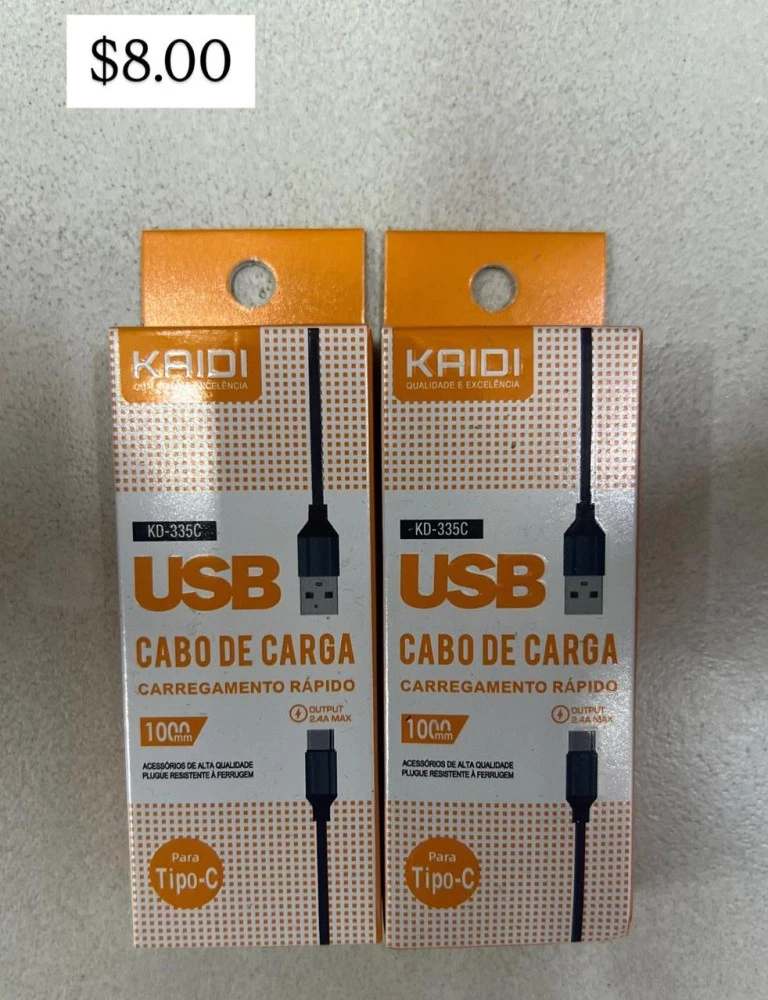 $8.00
KAIDI
QUALIDADE E EXCELÊNCIA
KD-335C
USB
CABO DE CARGA
CARREGAMENTO RÁPIDO
OUTPUT
2.4A MAX
1000mm
ACESSÓRIOS DE ALTA QUALIDADE
PLUGUE RESISTENTE À FERRUGEM
Para
Tipo-C
KAIDI
QUALIDADE E EXCELÊNCIA
KD-335C
USB
CABO DE CARGA
CARREGAMENTO RÁPIDO
OUTPUT
2.4A MAX
1000mm
ACESSÓRIOS DE ALTA QUALIDADE
PLUGUE RESISTENTE À FERRUGEM
Para
Tipo-C